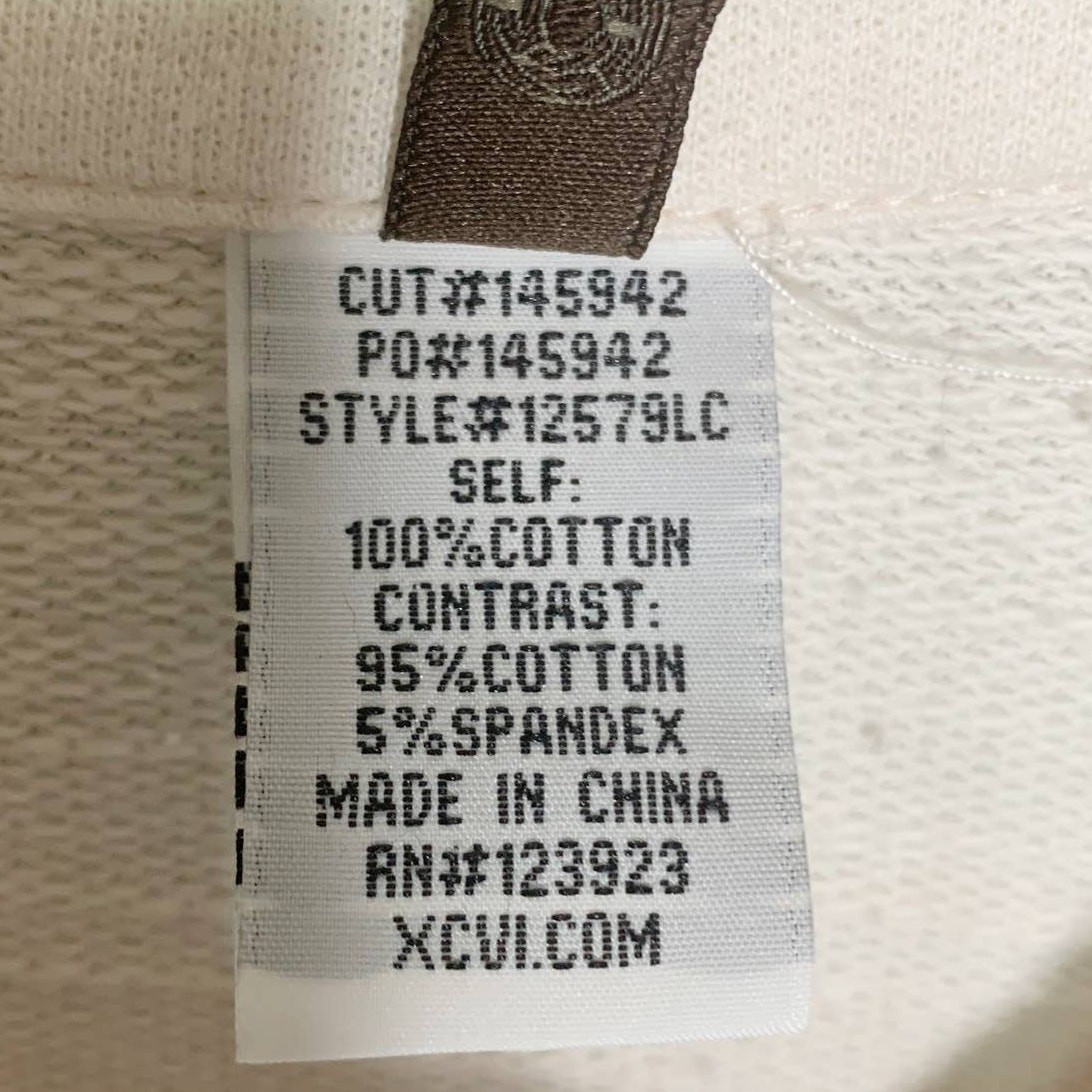 CUT#145942
PO#145942
STYLE#12579LC
SELF:
100%COTTON
CONTRAST:
95%COTTON
5%SPANDEX
MADE IN CHINA
RN#123923
XCVI.COM